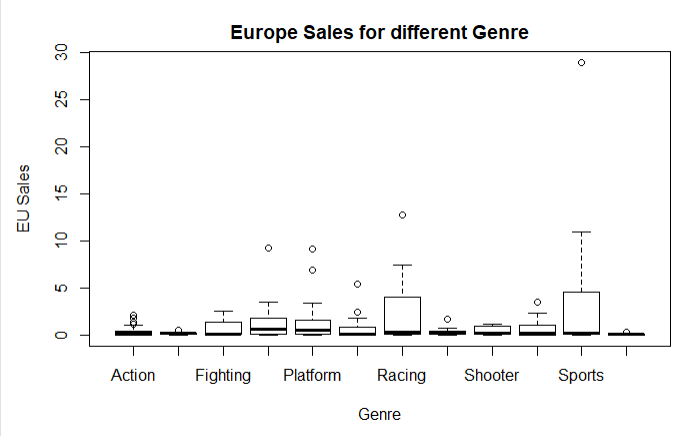 Europe Sales for different Genre
30
25
20
15
10
5
0
EU Sales
Action Fighting Platform Racing Shooter Sports
Genre